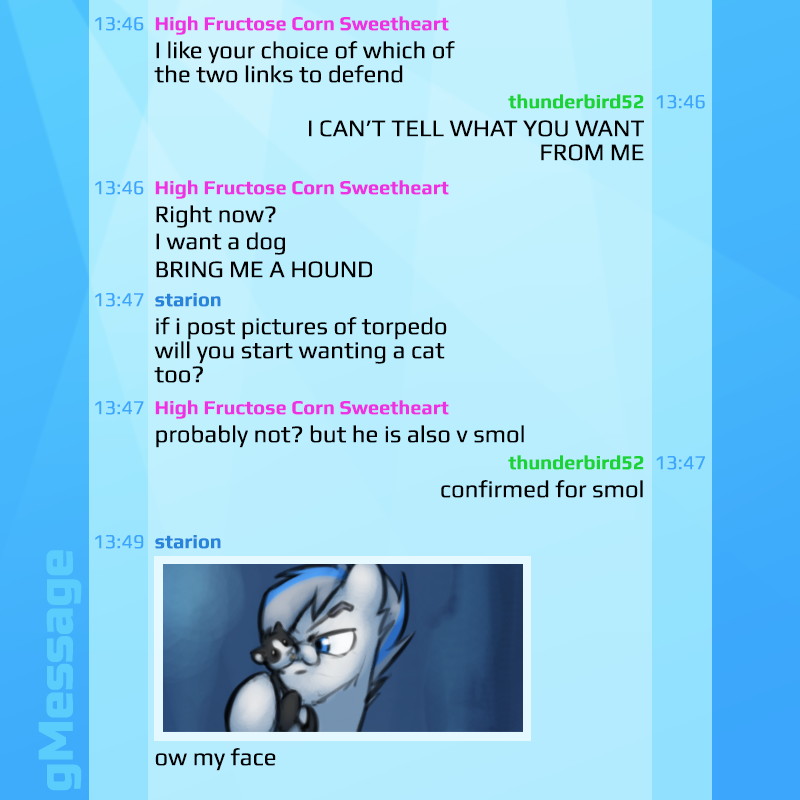 13:46 High Fructose Corn Sweetheart
I like your choice of which of
the two links to defend
thunderbird52 13:46
I CAN’T TELL WHAT YOU WANT
FROM ME
13:46 High Fructose Corn Sweetheart
Right now?
I want a dog
BRING ME A HOUND
13:47 starion
if i post pictures of torpedo
will you start wanting a cat
too?
13:47 High Fructose Corn Sweetheart
probably not? but he is also v smol
thunderbird52 13:47
confirmed for smol
13:49 starion
ow my face
gMessage